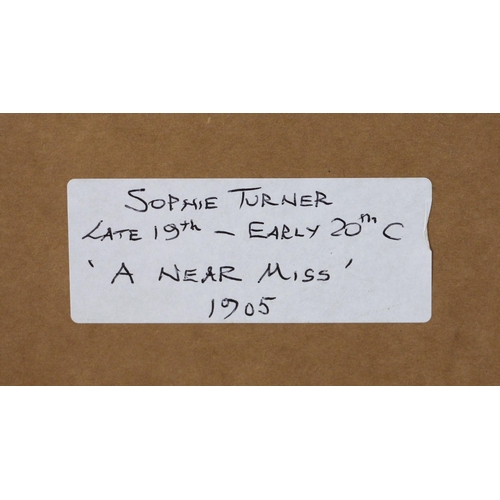 SOPHIE TURNER
LATE 19th - EARLY 20th C
'A NEAR MISS'
1905